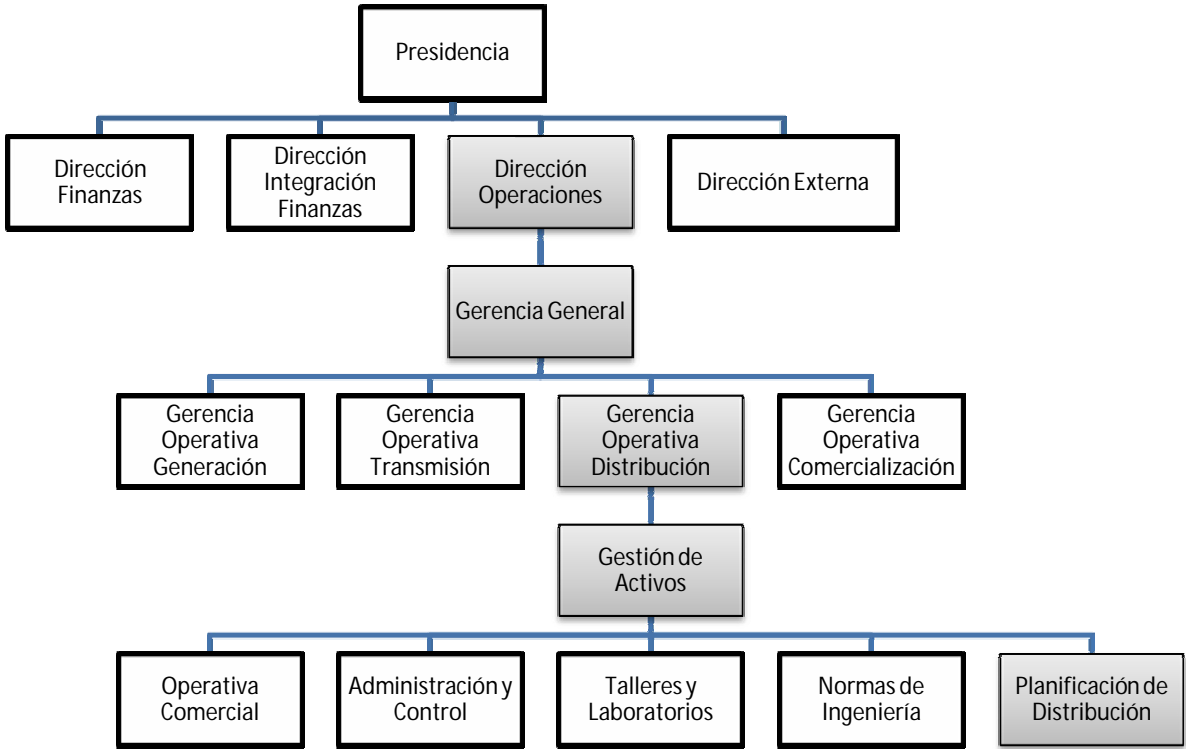 Presidencia
Dirección
Finanzas
Dirección
Integración
Finanzas
Dirección
Operaciones
Dirección Externa
Gerencia General
Gerencia
Operativa
Generación
Gerencia
Operativa
Transmisión
Gerencia
Operativa
Distribución
Gerencia
Operativa
Comercialización
Gestión de
Activos
Operativa
Comercial
Administración y
Control
Talleres y
Laboratorios
Normas de
Ingeniería
Planificación de
Distribución